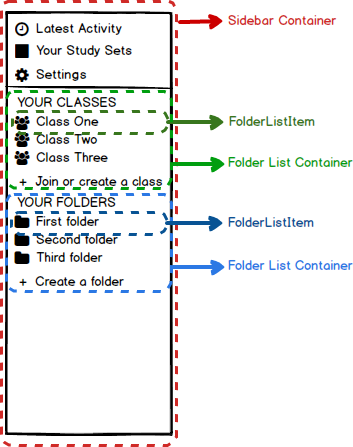 Latest Activity
Sidebar Container
Your Study Sets
Settings
YOUR CLASSES
Class One
FolderListItem
Class Two
Class Three
Folder List Container
+ Join or create a class
YOUR FOLDERS
First folder
FolderListItem
Second folder
Third folder
Folder List Container
+ Create a folder